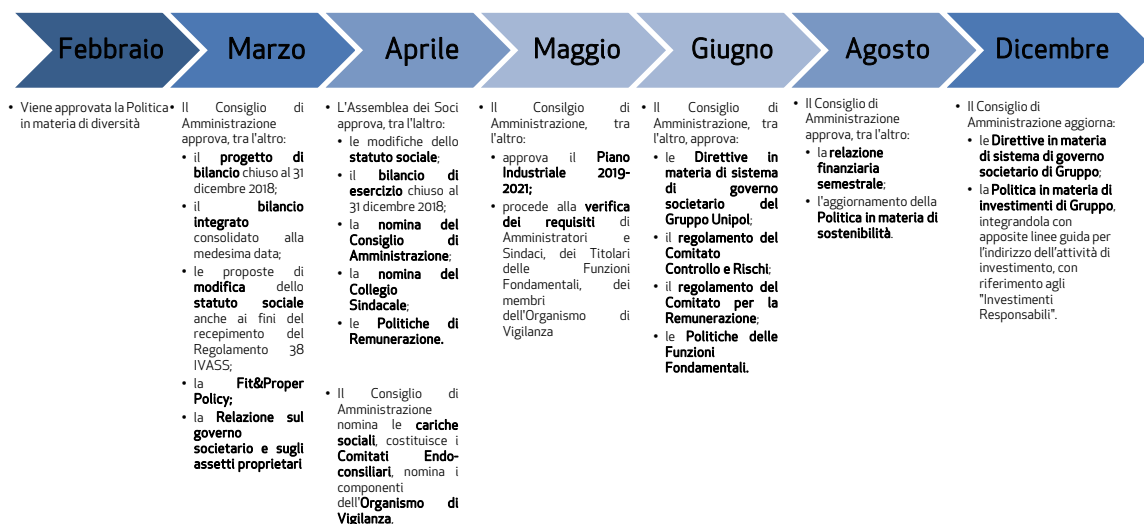 Febbraio
Marzo
Aprile
Maggio
Giugno
Agosto
Dicembre
• Viene approvata la Politica
in materia di diversità
• Il Consiglio di
Amministrazione
approva, tra l'altro:
• il progetto di
bilancio chiuso al 31
dicembre 2018;
• il bilancio
integrato
consolidato alla
medesima data;
• le proposte di
modifica dello
statuto sociale
anche ai fini del
recepimento del
Regolamento 38
IVASS;
• la Fit&Proper
Policy;
• la Relazione sul
governo
societario e sugli
assetti proprietari
• L'Assemblea dei Soci
approva, tra l'laltro:
• le modifiche dello
statuto sociale;
• il bilancio di
esercizio chiuso al
31 dicembre 2018;
• la nomina del
Consiglio di
Amministrazione;
• la nomina del
Collegio
Sindacale;
• le Politiche di
Remunerazione.
• Il Consiglio di
Amministrazione
nomina le cariche
sociali, costituisce i
Comitati Endo-
consiliari, nomina i
componenti
dell'Organismo di
Vigilanza.
• Il Consilgio di
Amministrazione, tra
l'altro:
• approva il Piano
Industriale 2019-
2021;
• procede alla verifica
dei requisiti di
Amministratori e
Sindaci, dei Titolari
delle Funzioni
Fondamentali, dei
membri
dell'Organismo di
Vigilanza
• Il Consiglio di
Amministrazione, tra
l'altro, approva:
• le Direttive in
materia di sistema
di governo
societario del
Gruppo Unipol;
• il regolamento del
Comitato
Controllo e Rischi;
• il regolamento del
Comitato per la
Remunerazione;
• le Politiche delle
Funzioni
Fondamentali.
• Il Consiglio di
Amministrazione
approva, tra l'altro:
• la relazione
finanziaria
semestrale;
• l'aggiornamento della
Politica in materia di
sostenibilità.
• Il Consiglio di
Amministrazione aggiorna:
• le Direttive in materia
di sistema di governo
societario di Gruppo;
• la Politica in materia di
investimenti di Gruppo,
integrandola con
apposite linee guida per
l'indirizzo dell'attività di
investimento, con
riferimento agli
"Investimenti
Responsabili".